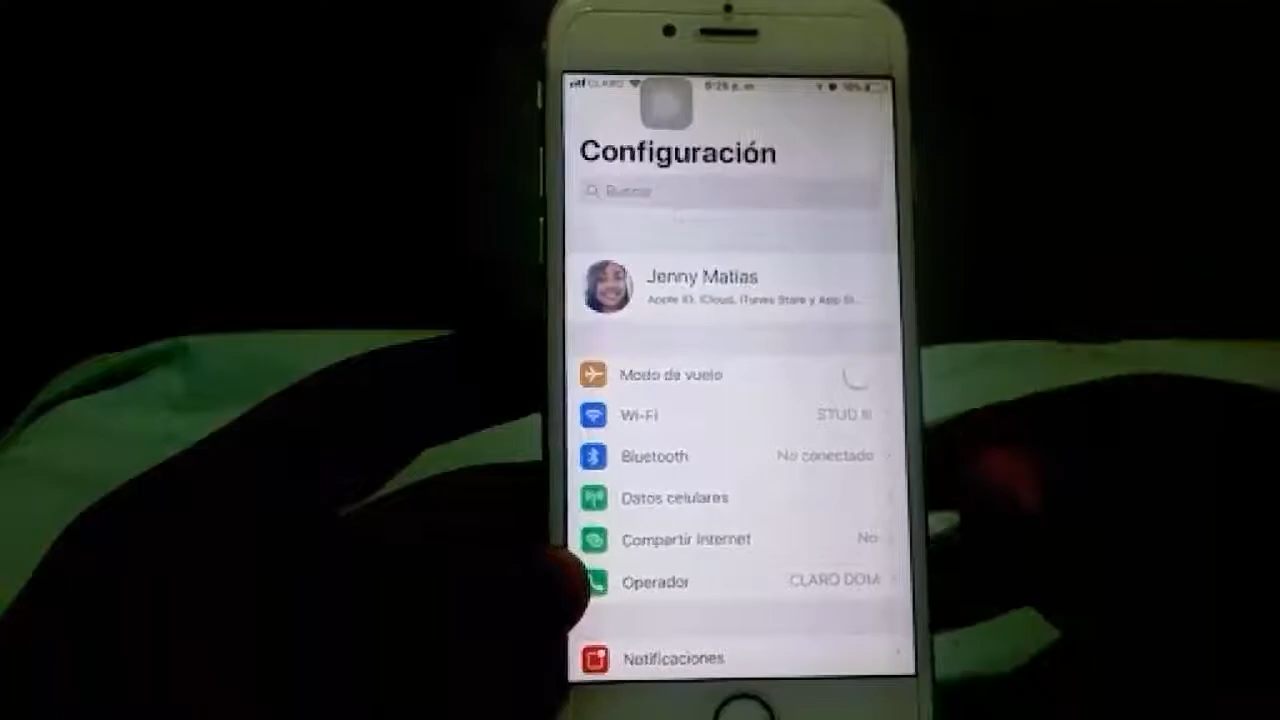 CLARO
Configuración
Buscar
Jenny Matias
Apple ID, iCloud, iTunes Store y App St...
Modo de vuelo
Wi-Fi
Bluetooth
No conectado
Datos celulares
Compartir Internet
No
Operador
CLARO DOM
Notificaciones